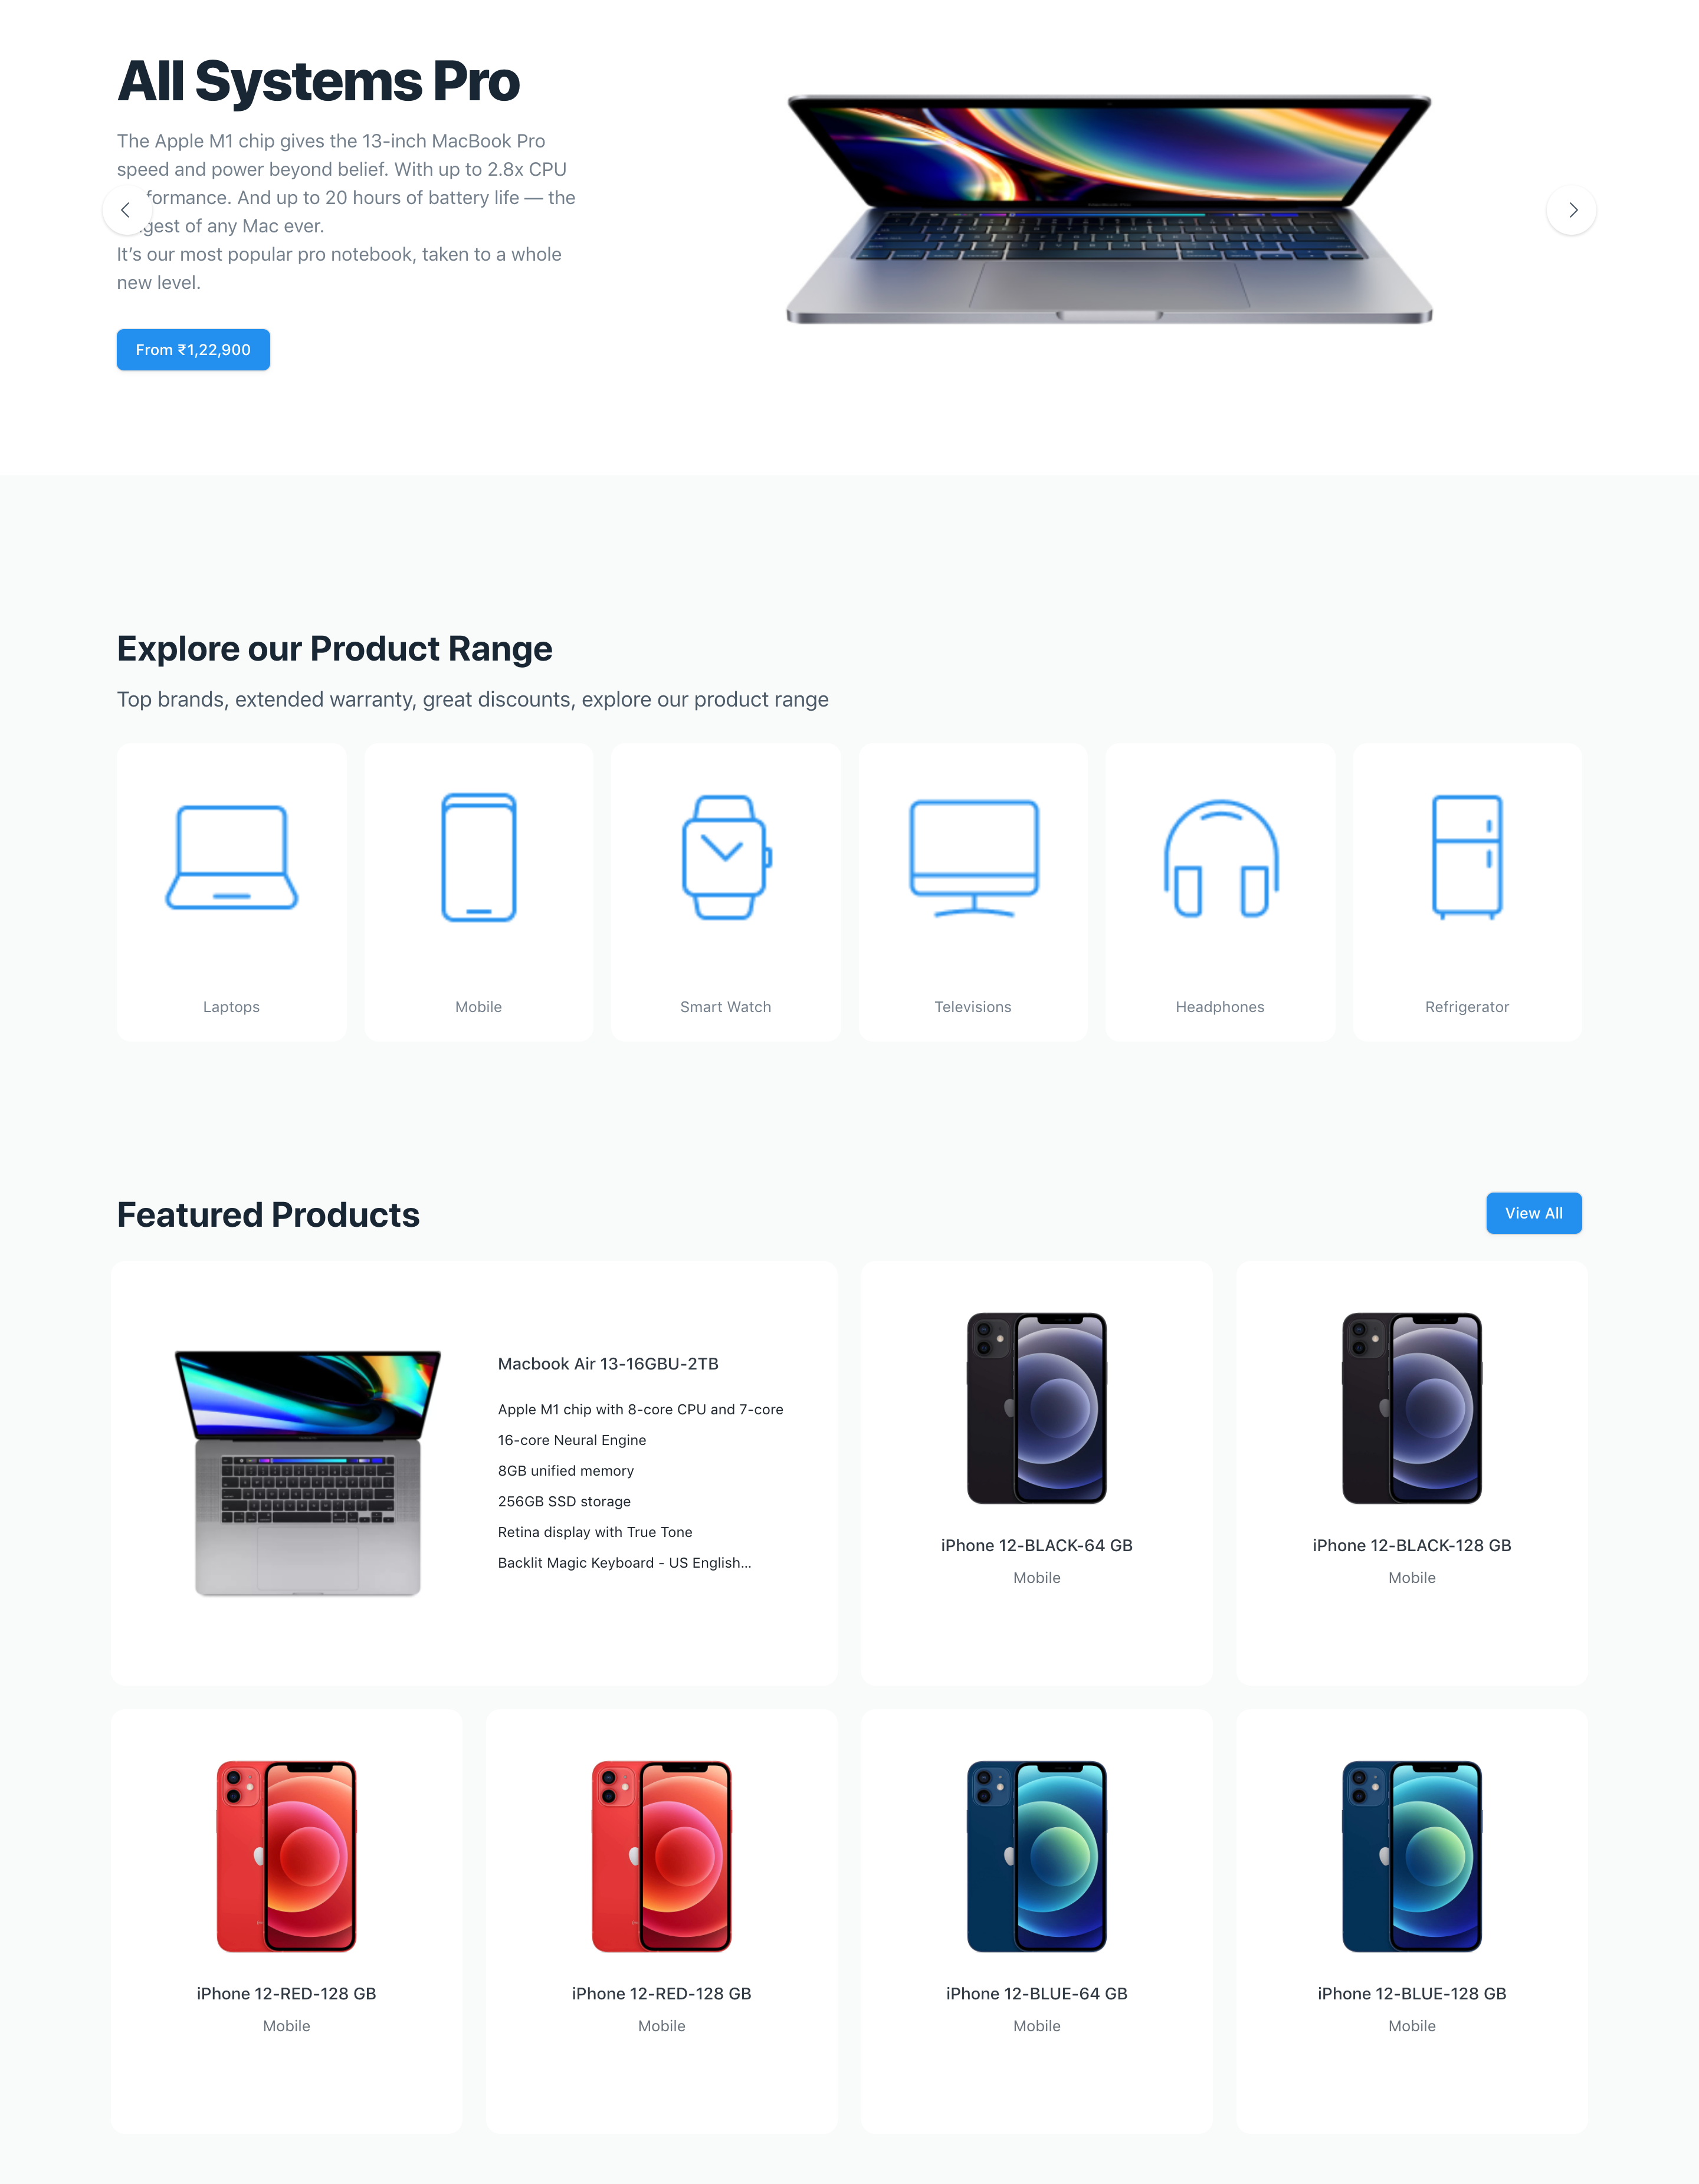 All Systems Pro
The Apple M1 chip gives the 13-inch MacBook Pro
speed and power beyond belief. With up to 2.8x CPU
formance. And up to 20 hours of battery life — the
gest of any Mac ever.
It’s our most popular pro notebook, taken to a whole
new level.
From ₹1,22,900
Explore our Product Range
Top brands, extended warranty, great discounts, explore our product range
Laptops
Mobile
Smart Watch
Televisions
Headphones
Refrigerator
Featured Products
View All
Macbook Air 13-16GBU-2TB
Apple M1 chip with 8-core CPU and 7-core
16-core Neural Engine
8GB unified memory
256GB SSD storage
Retina display with True Tone
Backlit Magic Keyboard - US English...
iPhone 12-BLACK-64 GB
Mobile
iPhone 12-BLACK-128 GB
Mobile
iPhone 12-RED-128 GB
Mobile
iPhone 12-RED-128 GB
Mobile
iPhone 12-BLUE-64 GB
Mobile
iPhone 12-BLUE-128 GB
Mobile